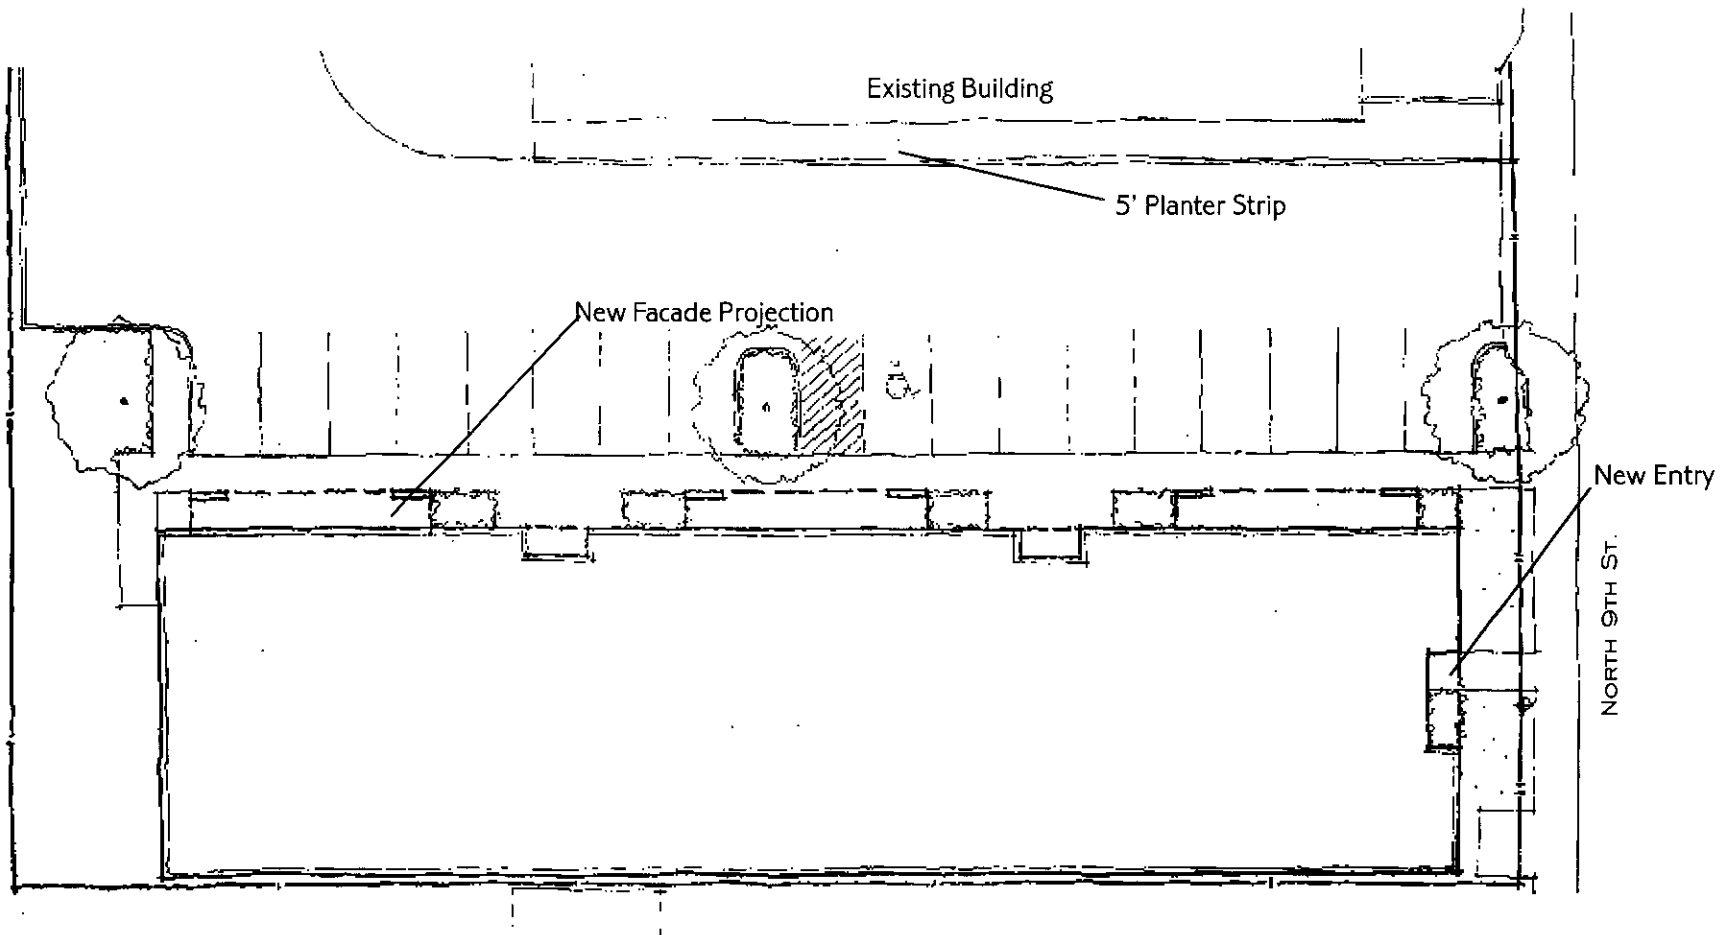 Existing Building
5' Planter Strip
New Facade Projection
New Entry
NORTH 9TH ST.